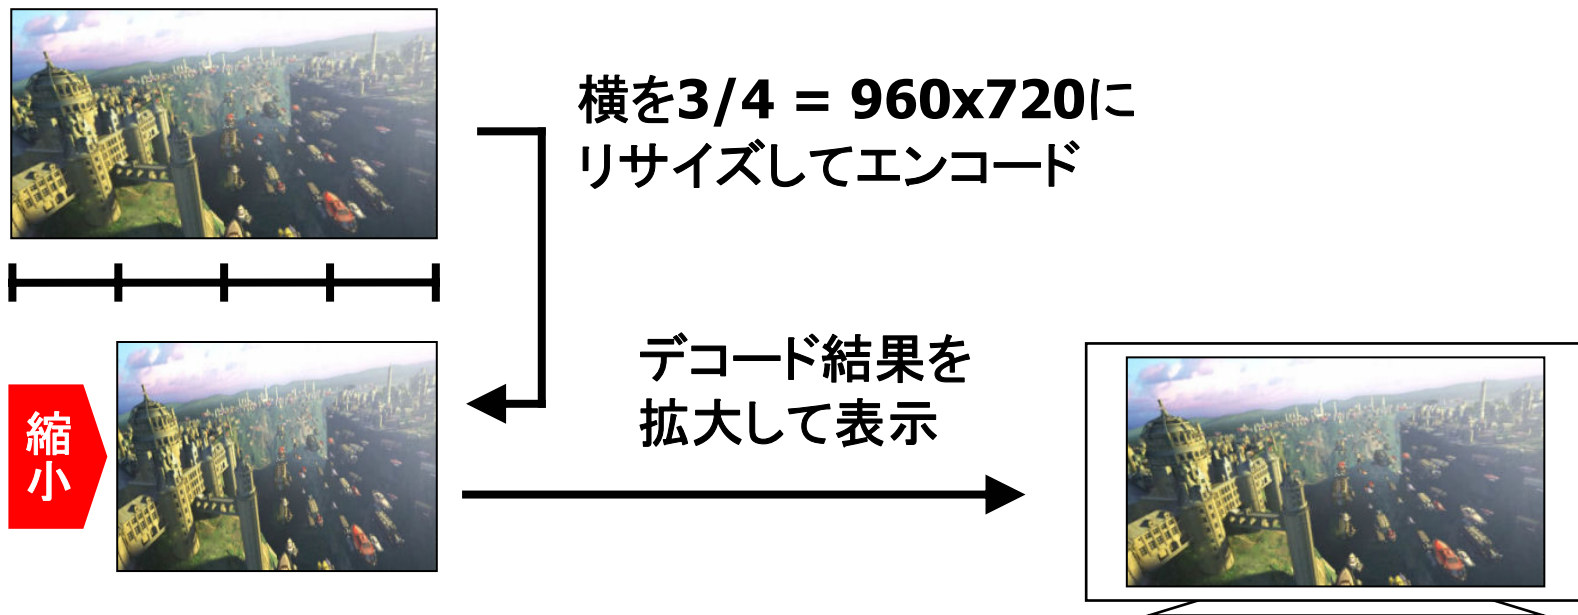 横を3/4 = 960x720に
リサイズしてエンコード
デコード結果を
拡大して表示
縮
小